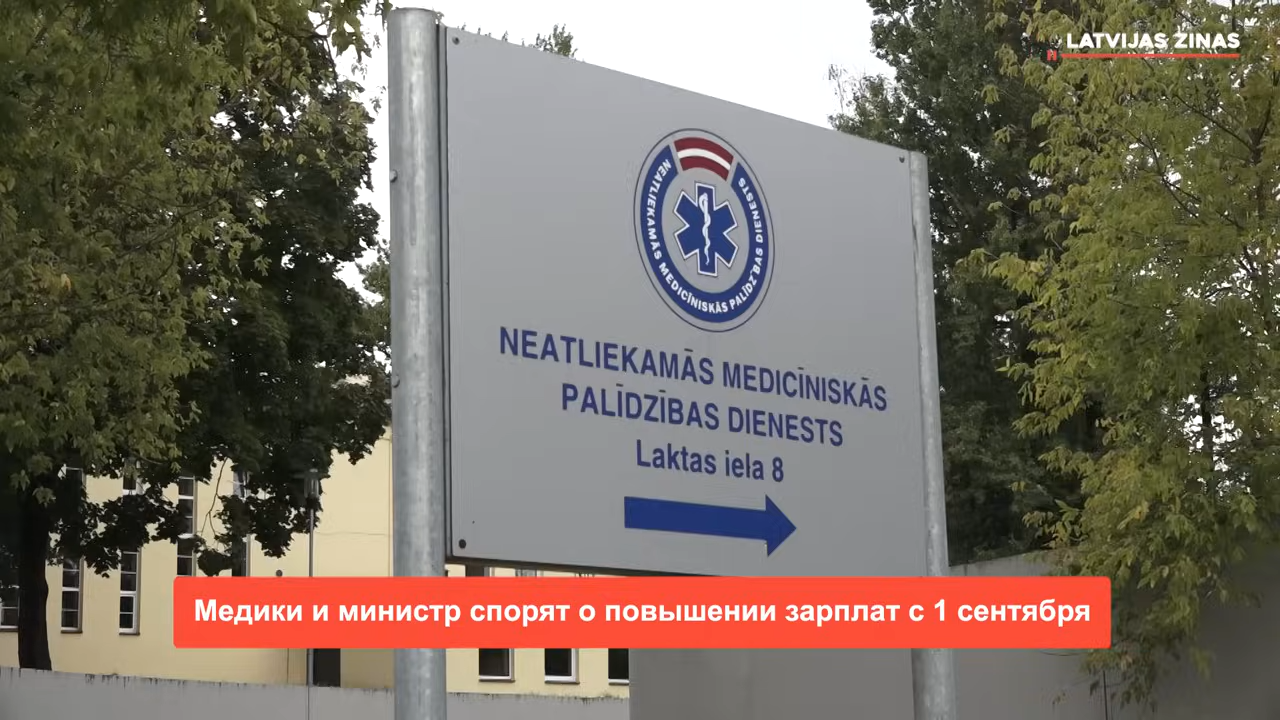 LATVIJAS ZIŅAS
NEATLIEKAMĀS MEDICĪNISKĀS PALĪDZĪBAS DIENESTS
NEATLIEKAMĀS MEDICĪNISKĀS
PALĪDZĪBAS DIENESTS
Laktas iela 8
Медики и министр спорят о повышении зарплат с 1 сентября